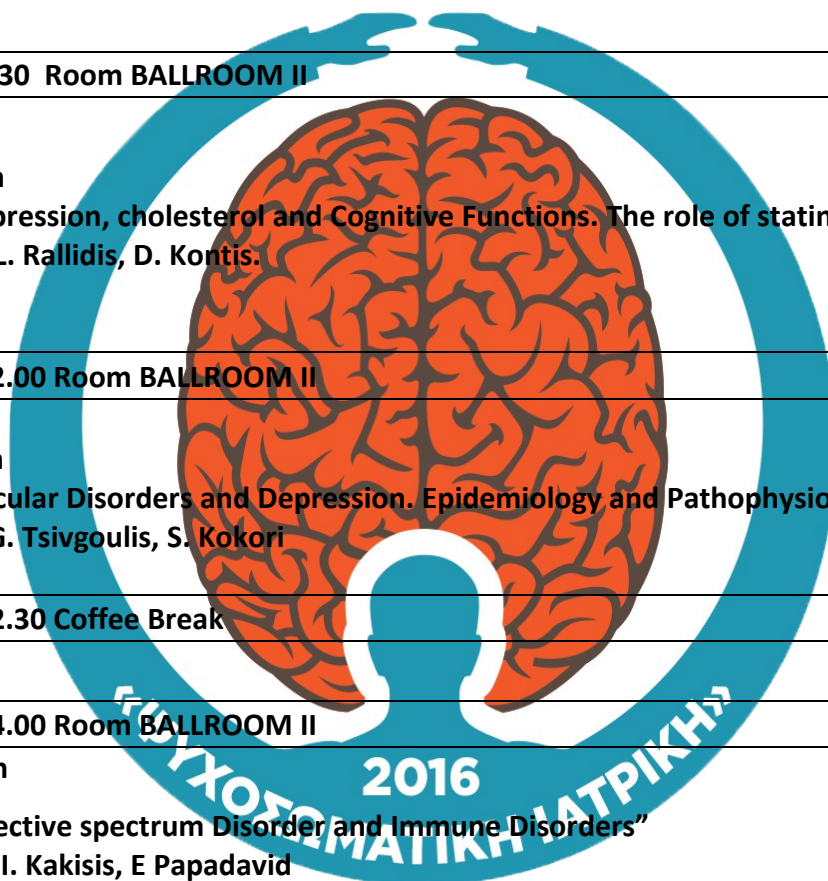 30 Room BALLROOM II
n
pression, cholesterol and Cognitive Functions. The role of statin
L. Rallidis, D. Kontis.
2.00 Room BALLROOM II
n
cular Disorders and Depression. Epidemiology and Pathophysio
G. Tsivgoulis, S. Kokori
2.30 Coffee Break
4.00 Room BALLROOM II
n
ective spectrum Disorder and Immune Disorders”
I. Kakisis, E Papadavid
2016
«ΨΥΧΟΣΩΜΑΤΙΚΗ ΙΑΤΡΙΚΗ»